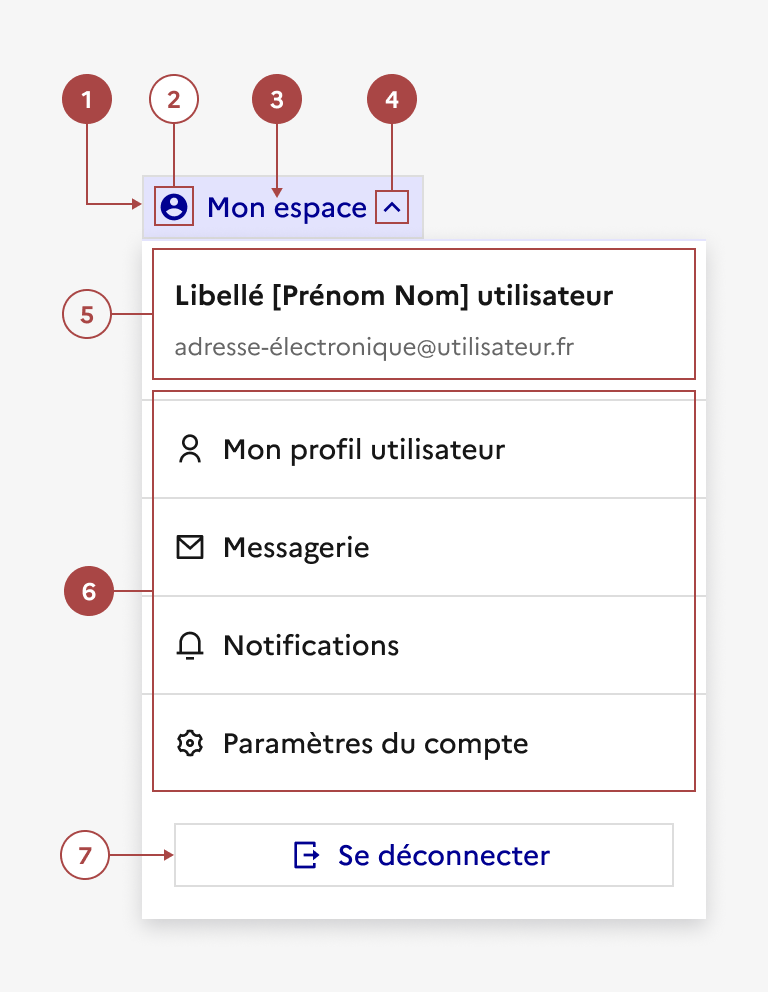 1 2 3 4
Mon espace
5
Libellé [Prénom Nom] utilisateur
adresse-électronique@utilisateur.fr
Mon profil utilisateur
Messagerie
6
Notifications
Paramètres du compte
7
Se déconnecter